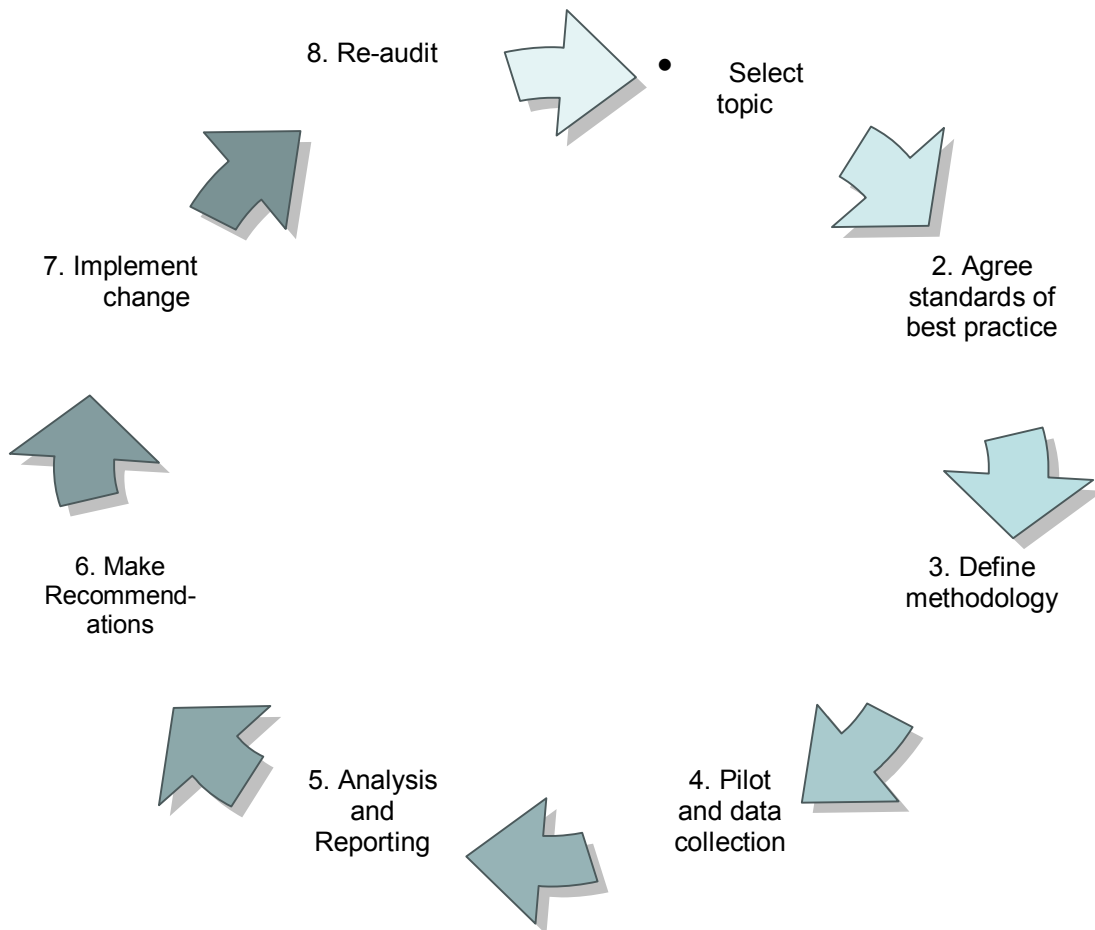 8. Re-audit
• Select
topic
2. Agree
standards of
best practice
3. Define
methodology
4. Pilot
and data
collection
5. Analysis
and
Reporting
6. Make
Recommend-
ations
7. Implement
change